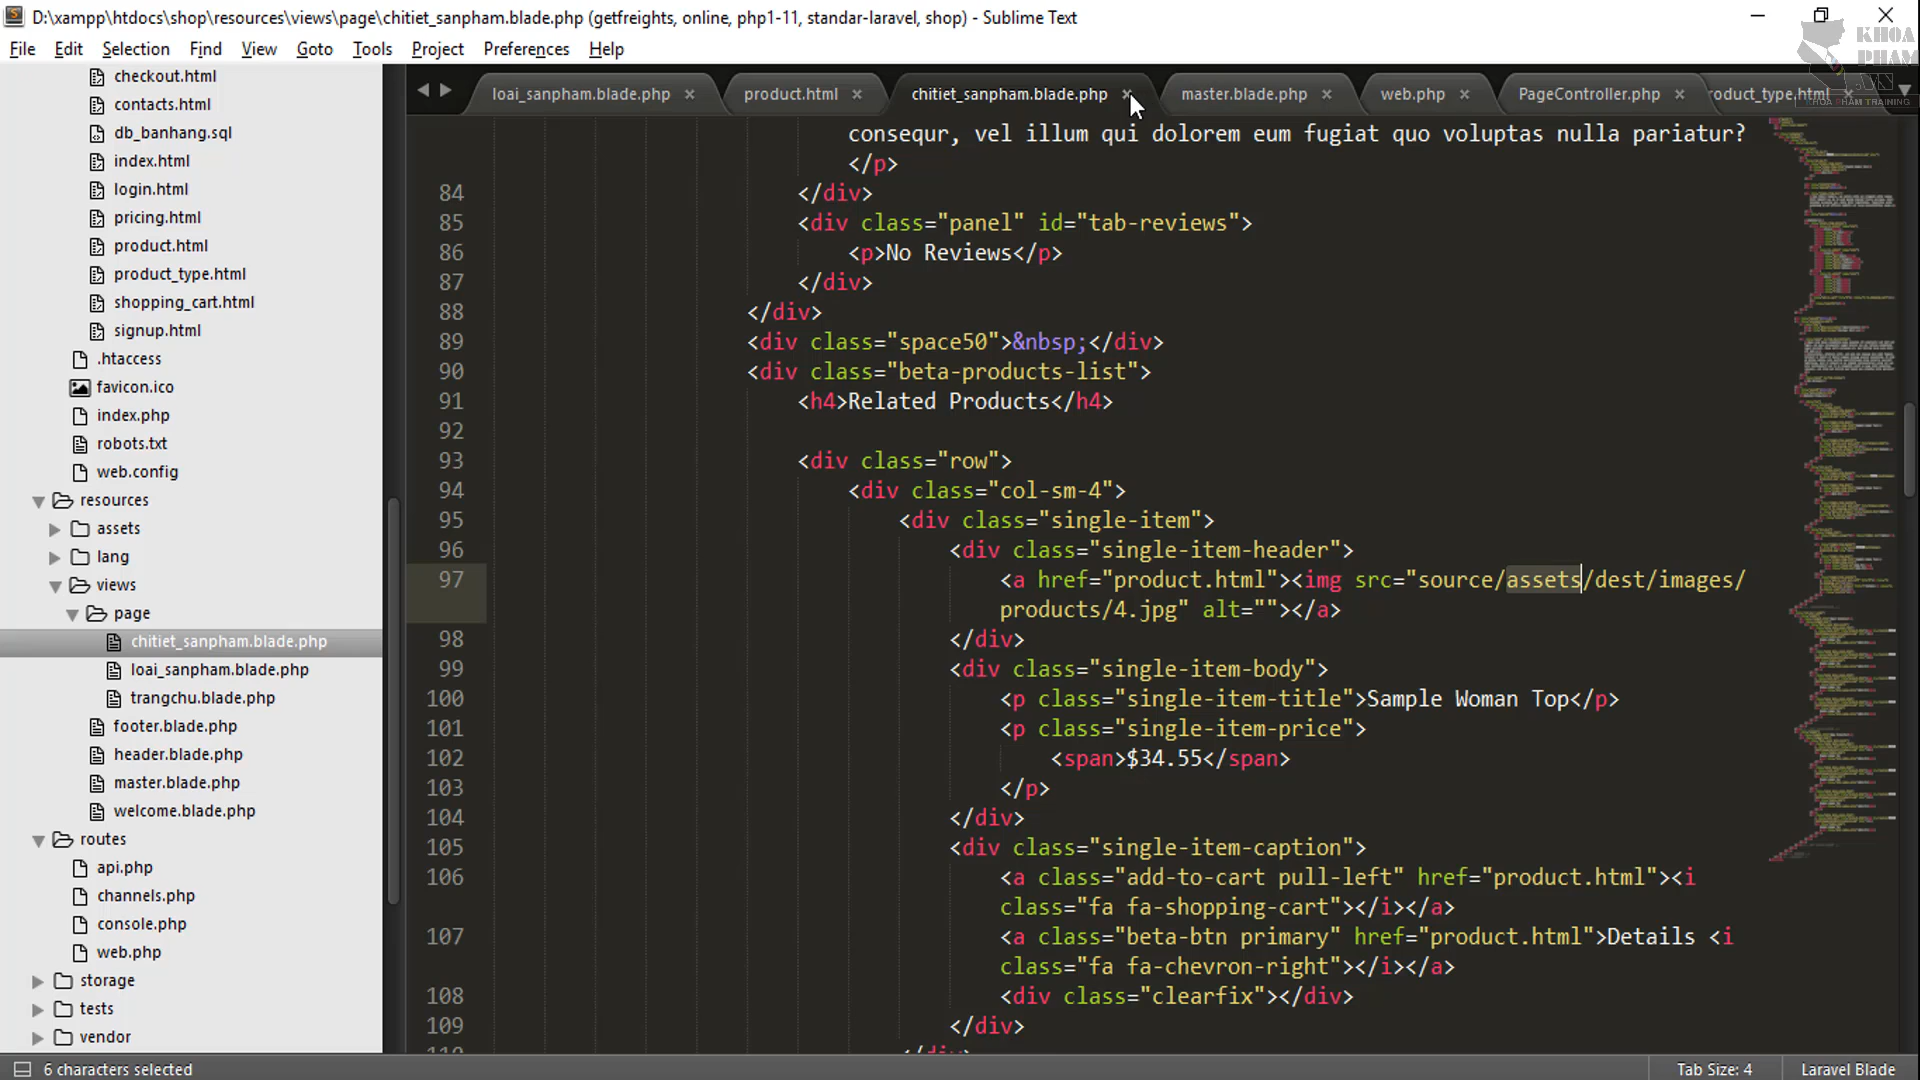 D:\xampp\htdocs\shop\resources\views\page\chitiet_sanpham.blade.php (getfreights, online, php1-11, standar-laravel, shop) - Sublime Text
File Edit Selection Find View Goto Tools Project Preferences Help
KHOA
PHAM
.VN
KHOA PHAM TRAINING
checkout.html
contacts.html
db_banhang.sql
index.html
login.html
pricing.html
product.html
product_type.html
shopping_cart.html
signup.html
.htaccess
favicon.ico
index.php
robots.txt
web.config
resources
assets
lang
views
page
chitiet_sanpham.blade.php
loai_sanpham.blade.php
trangchu.blade.php
footer.blade.php
header.blade.php
master.blade.php
welcome.blade.php
routes
api.php
channels.php
console.php
web.php
storage
tests
vendor
loai_sanpham.blade.php × product.html × chitiet_sanpham.blade.php × master.blade.php × web.php × PageController.php × roduct_type.html ×
consequr, vel illum qui dolorem eum fugiat quo voluptas nulla pariatur?
</p>
84 </div>
85 <div class="panel" id="tab-reviews">
86 <p>No Reviews</p>
87 </div>
88 </div>
89 <div class="space50">&nbsp;</div>
90 <div class="beta-products-list">
91 <h4>Related Products</h4>
92
93 <div class="row">
94 <div class="col-sm-4">
95 <div class="single-item">
96 <div class="single-item-header">
97 <a href="product.html"><img src="source/assets/dest/images/
products/4.jpg" alt=""></a>
98 </div>
99 <div class="single-item-body">
100 <p class="single-item-title">Sample Woman Top</p>
101 <p class="single-item-price">
102 <span>$34.55</span>
103 </p>
104 </div>
105 <div class="single-item-caption">
106 <a class="add-to-cart pull-left" href="product.html"><i
class="fa fa-shopping-cart"></i></a>
107 <a class="beta-btn primary" href="product.html">Details <i
class="fa fa-chevron-right"></i></a>
108 <div class="clearfix"></div>
109 </div>
110 </div>
6 characters selected
Tab Size: 4
Laravel Blade